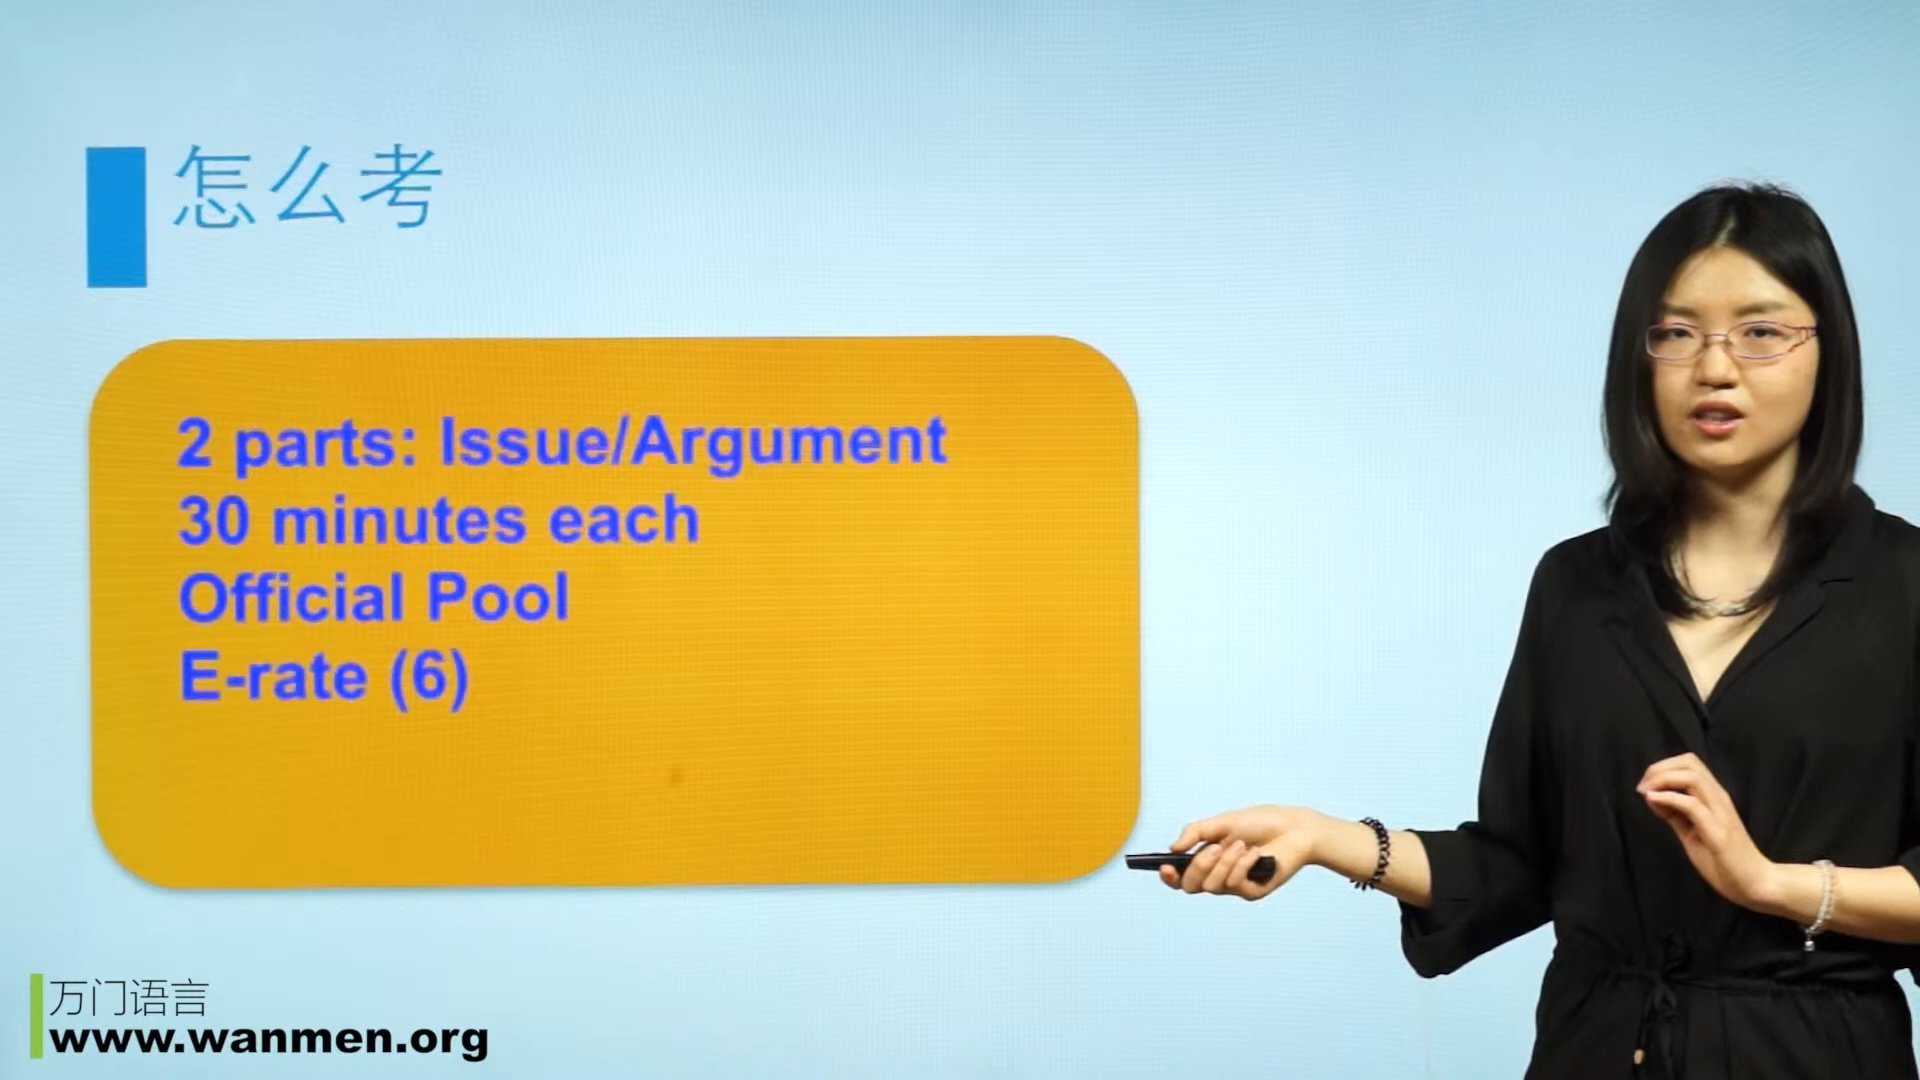 怎么考
2 parts: Issue/Argument
30 minutes each
Official Pool
E-rate (6)
万门语言
www.wanmen.org